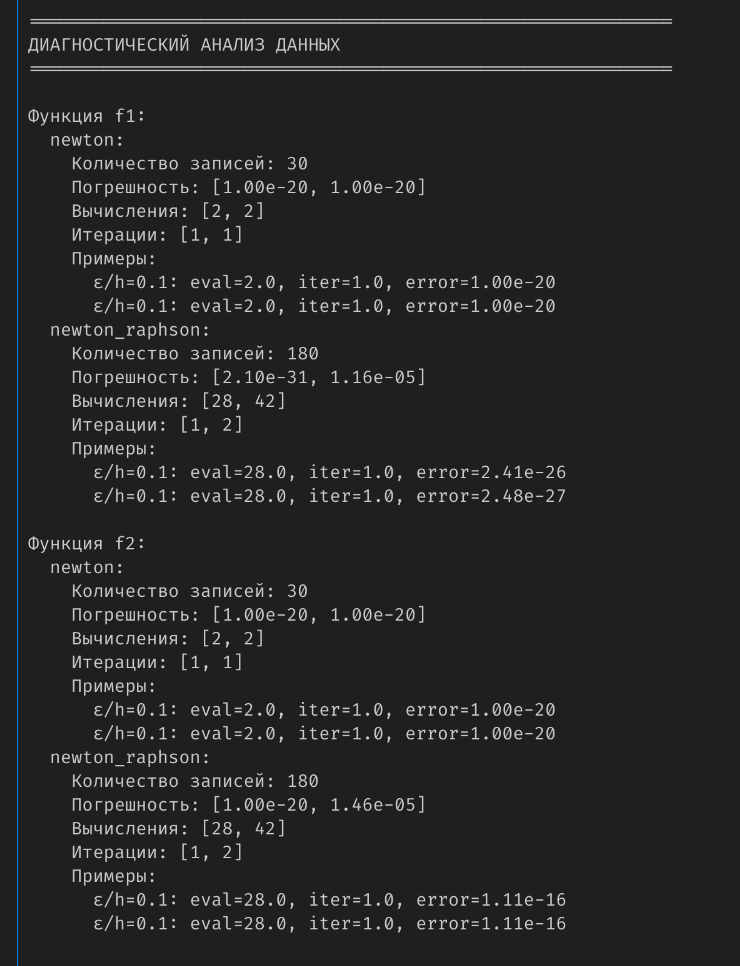 ДИАГНОСТИЧЕСКИЙ АНАЛИЗ ДАННЫХ
Функция f1:
newton:
Количество записей: 30
Погрешность: [1.00e-20, 1.00e-20]
Вычисления: [2, 2]
Итерации: [1, 1]
Примеры:
ε/h=0.1: eval=2.0, iter=1.0, error=1.00e-20
ε/h=0.1: eval=2.0, iter=1.0, error=1.00e-20
newton_raphson:
Количество записей: 180
Погрешность: [2.10e-31, 1.16e-05]
Вычисления: [28, 42]
Итерации: [1, 2]
Примеры:
ε/h=0.1: eval=28.0, iter=1.0, error=2.41e-26
ε/h=0.1: eval=28.0, iter=1.0, error=2.48e-27
Функция f2:
newton:
Количество записей: 30
Погрешность: [1.00e-20, 1.00e-20]
Вычисления: [2, 2]
Итерации: [1, 1]
Примеры:
ε/h=0.1: eval=2.0, iter=1.0, error=1.00e-20
ε/h=0.1: eval=2.0, iter=1.0, error=1.00e-20
newton_raphson:
Количество записей: 180
Погрешность: [1.00e-20, 1.46e-05]
Вычисления: [28, 42]
Итерации: [1, 2]
Примеры:
ε/h=0.1: eval=28.0, iter=1.0, error=1.11e-16
ε/h=0.1: eval=28.0, iter=1.0, error=1.11e-16